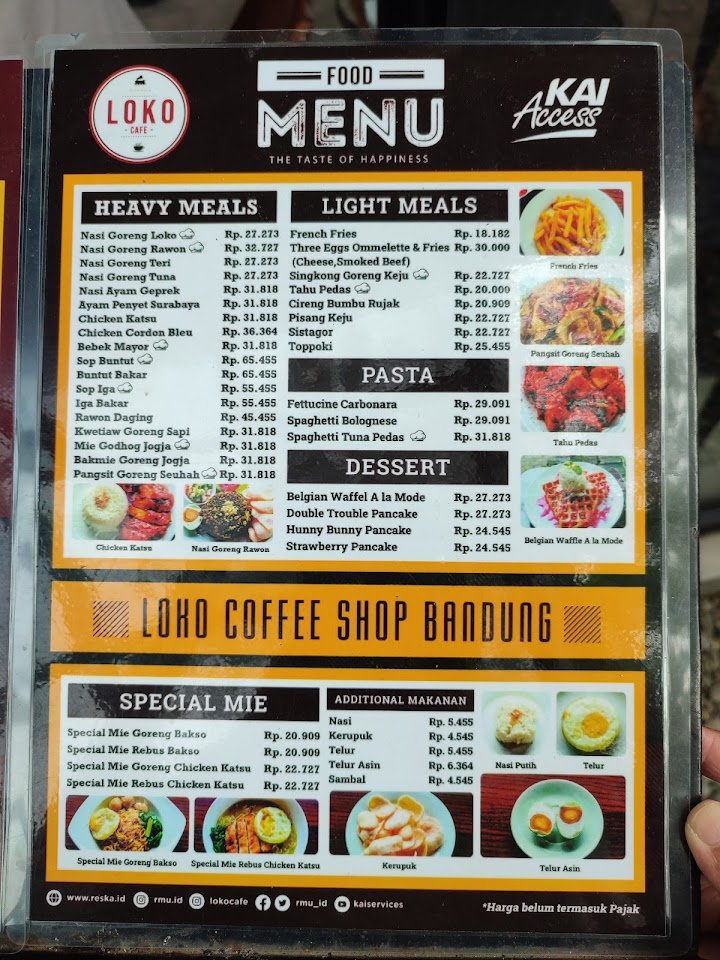 LOKO
- CAFE -
FOOD
MENU
THE TASTE OF HAPPINESS
KAI
Access
HEAVY MEALS
Nasi Goreng Loko Rp. 27.273
Nasi Goreng Rawon Rp. 32.727
Nasi Goreng Teri Rp. 27.273
Nasi Goreng Tuna Rp. 27.273
Nasi Ayam Geprek Rp. 31.818
Ayam Penyet Surabaya Rp. 31.818
Chicken Katsu Rp. 31.818
Chicken Cordon Bleu Rp. 36.364
Bebek Mayor Rp. 31.818
Sop Buntut Rp. 65.455
Buntut Bakar Rp. 65.455
Sop Iga Rp. 55.455
Iga Bakar Rp. 55.455
Rawon Daging Rp. 45.455
Kwetiaw Goreng Sapi Rp. 31.818
Mie Godhog Jogja Rp. 31.818
Bakmie Goreng Jogja Rp. 31.818
Pangsit Goreng Seuhah Rp. 31.818
Chicken Katsu
Nasi Goreng Rawon
LIGHT MEALS
French Fries Rp. 18.182
Three Eggs Ommelette & Fries Rp. 30.000
(Cheese,Smoked Beef)
Singkong Goreng Keju Rp. 22.727
Tahu Pedas Rp. 20.000
Cireng Bumbu Rujak Rp. 20.909
Pisang Keju Rp. 22.727
Sistagor Rp. 22.727
Toppoki Rp. 25.455
PASTA
Fettucine Carbonara Rp. 29.091
Spaghetti Bolognese Rp. 29.091
Spaghetti Tuna Pedas Rp. 31.818
DESSERT
Belgian Waffel A la Mode Rp. 27.273
Double Trouble Pancake Rp. 27.273
Hunny Bunny Pancake Rp. 24.545
Strawberry Pancake Rp. 24.545
French Fries
Pangsit Goreng Seuhah
Tahu Pedas
Belgian Waffle A la Mode
LOKO COFFEE SHOP BANDUNG
SPECIAL MIE
Special Mie Goreng Bakso Rp. 20.909
Special Mie Rebus Bakso Rp. 20.909
Special Mie Goreng Chicken Katsu Rp. 22.727
Special Mie Rebus Chicken Katsu Rp. 22.727
Special Mie Goreng Bakso
Special Mie Rebus Chicken Katsu
ADDITIONAL MAKANAN
Nasi Rp. 5.455
Kerupuk Rp. 4.545
Telur Rp. 5.455
Telur Asin Rp. 6.364
Sambal Rp. 4.545
Kerupuk
Nasi Putih
Telur
Telur Asin
www.reska.id rmu.id lokocafe rmu_id kaiservices
*Harga belum termasuk Pajak